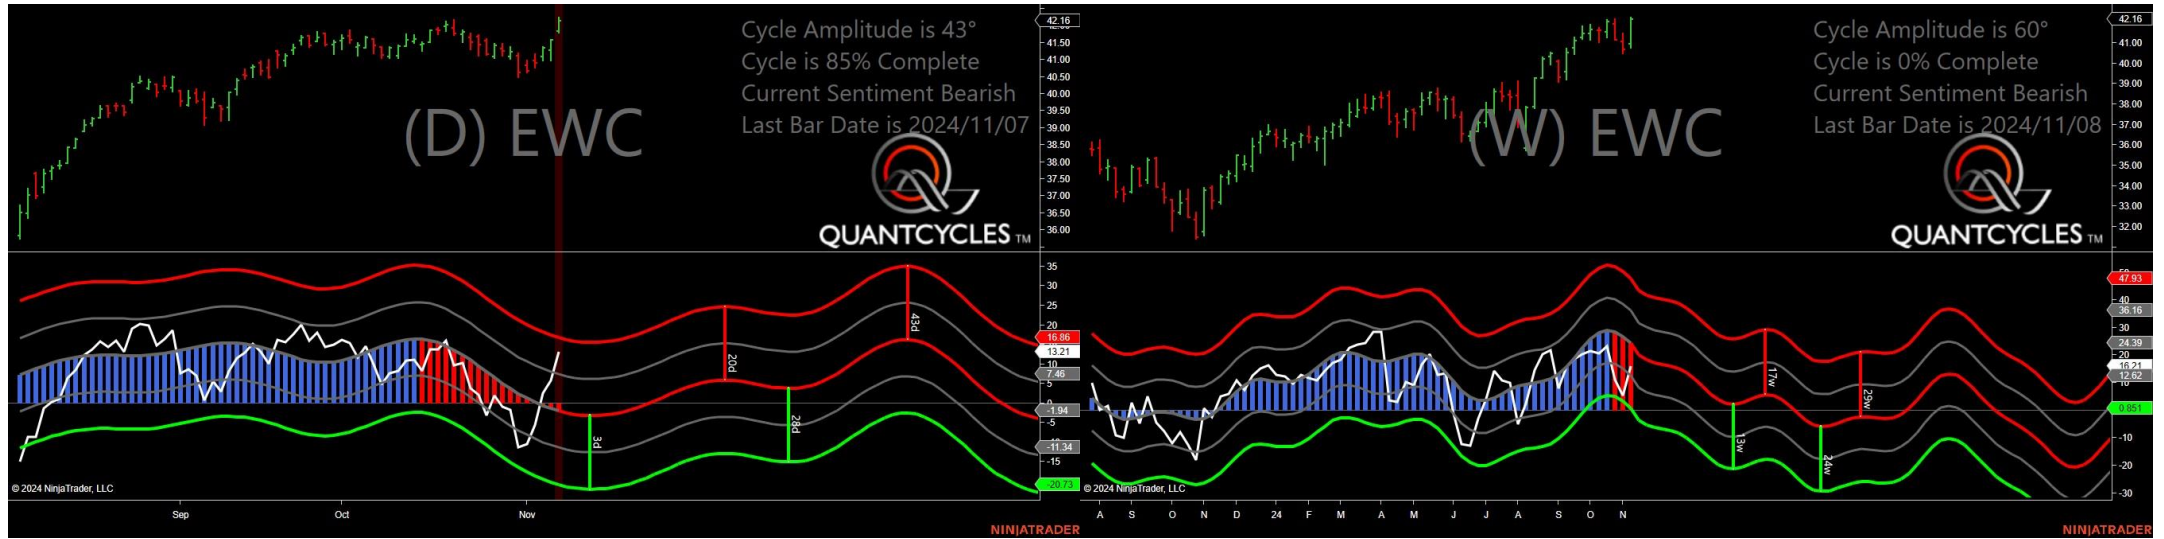 Cycle Amplitude is 43°
Cycle is 85% Complete
Current Sentiment Bearish
Last Bar Date is 2024/11/07
(D) EWC
QUANTCYCLES TM
42.16
41.50
41.00
40.50
40.00
39.50
39.00
38.50
38.00
37.50
37.00
36.50
36.00
35
30
25
20
16.86
13.21
10
7.46
5
0
-1.94
-5
-11.34
-15
-20.73
3d
20d
28d
43d
© 2024 NinjaTrader, LLC
Sep
Oct
Nov
NINJATRADER
Cycle Amplitude is 60°
Cycle is 0% Complete
Current Sentiment Bearish
Last Bar Date is 2024/11/08
(W) EWC
QUANTCYCLES TM
42.16
41.00
40.00
39.00
38.00
37.00
36.00
35.00
34.00
33.00
32.00
47.93
40
36.16
30
24.39
20
16.21
12.62
0.851
-10
-20
-30
13w
17w
24w
29w
© 2024 NinjaTrader, LLC
A
S
O
N
D
24
F
M
A
M
J
J
A
S
O
N
NINJATRADER